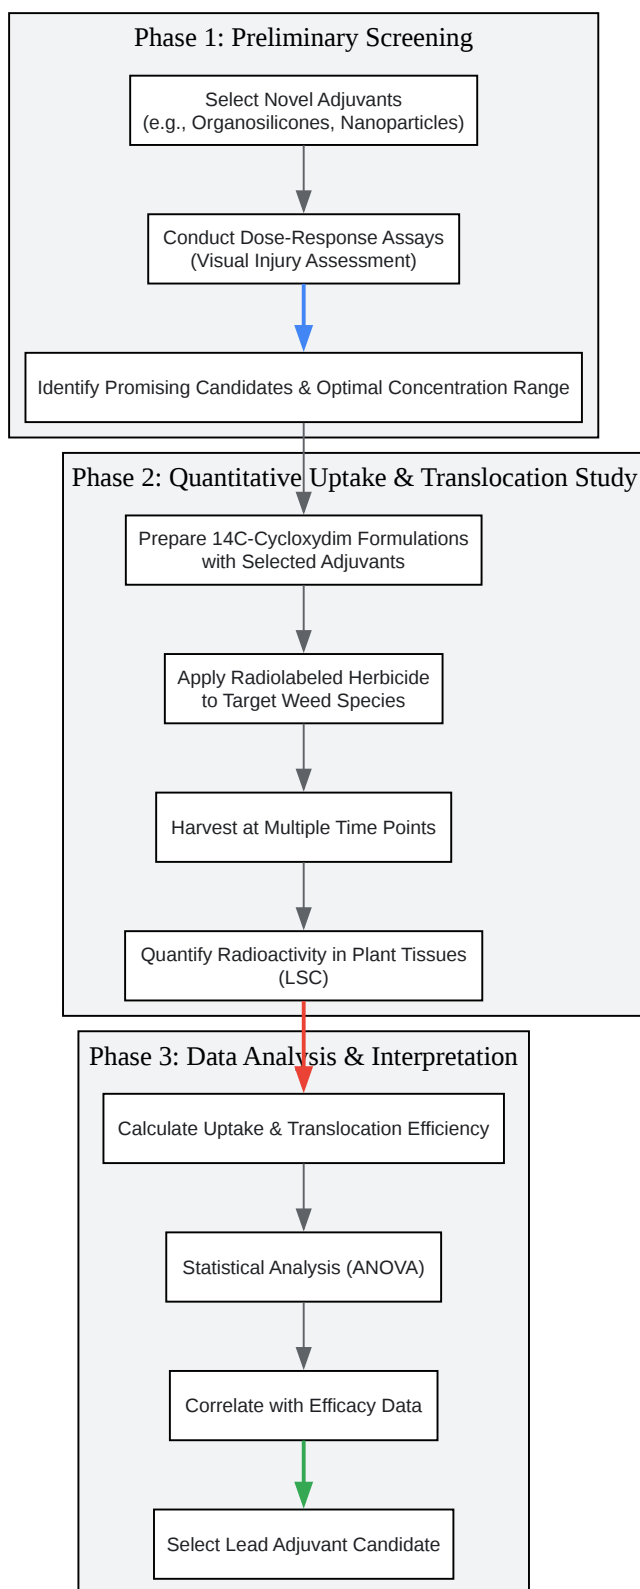 Phase 1: Preliminary Screening
Select Novel Adjuvants
(e.g., Organosilicones, Nanoparticles)
Conduct Dose-Response Assays
(Visual Injury Assessment)
Identify Promising Candidates & Optimal Concentration Range
Phase 2: Quantitative Uptake & Translocation Study
Prepare 14C-Cycloxydim Formulations
with Selected Adjuvants
Apply Radiolabeled Herbicide
to Target Weed Species
Harvest at Multiple Time Points
Quantify Radioactivity in Plant Tissues
(LSC)
Phase 3: Data Analysis & Interpretation
Calculate Uptake & Translocation Efficiency
Statistical Analysis (ANOVA)
Correlate with Efficacy Data
Select Lead Adjuvant Candidate